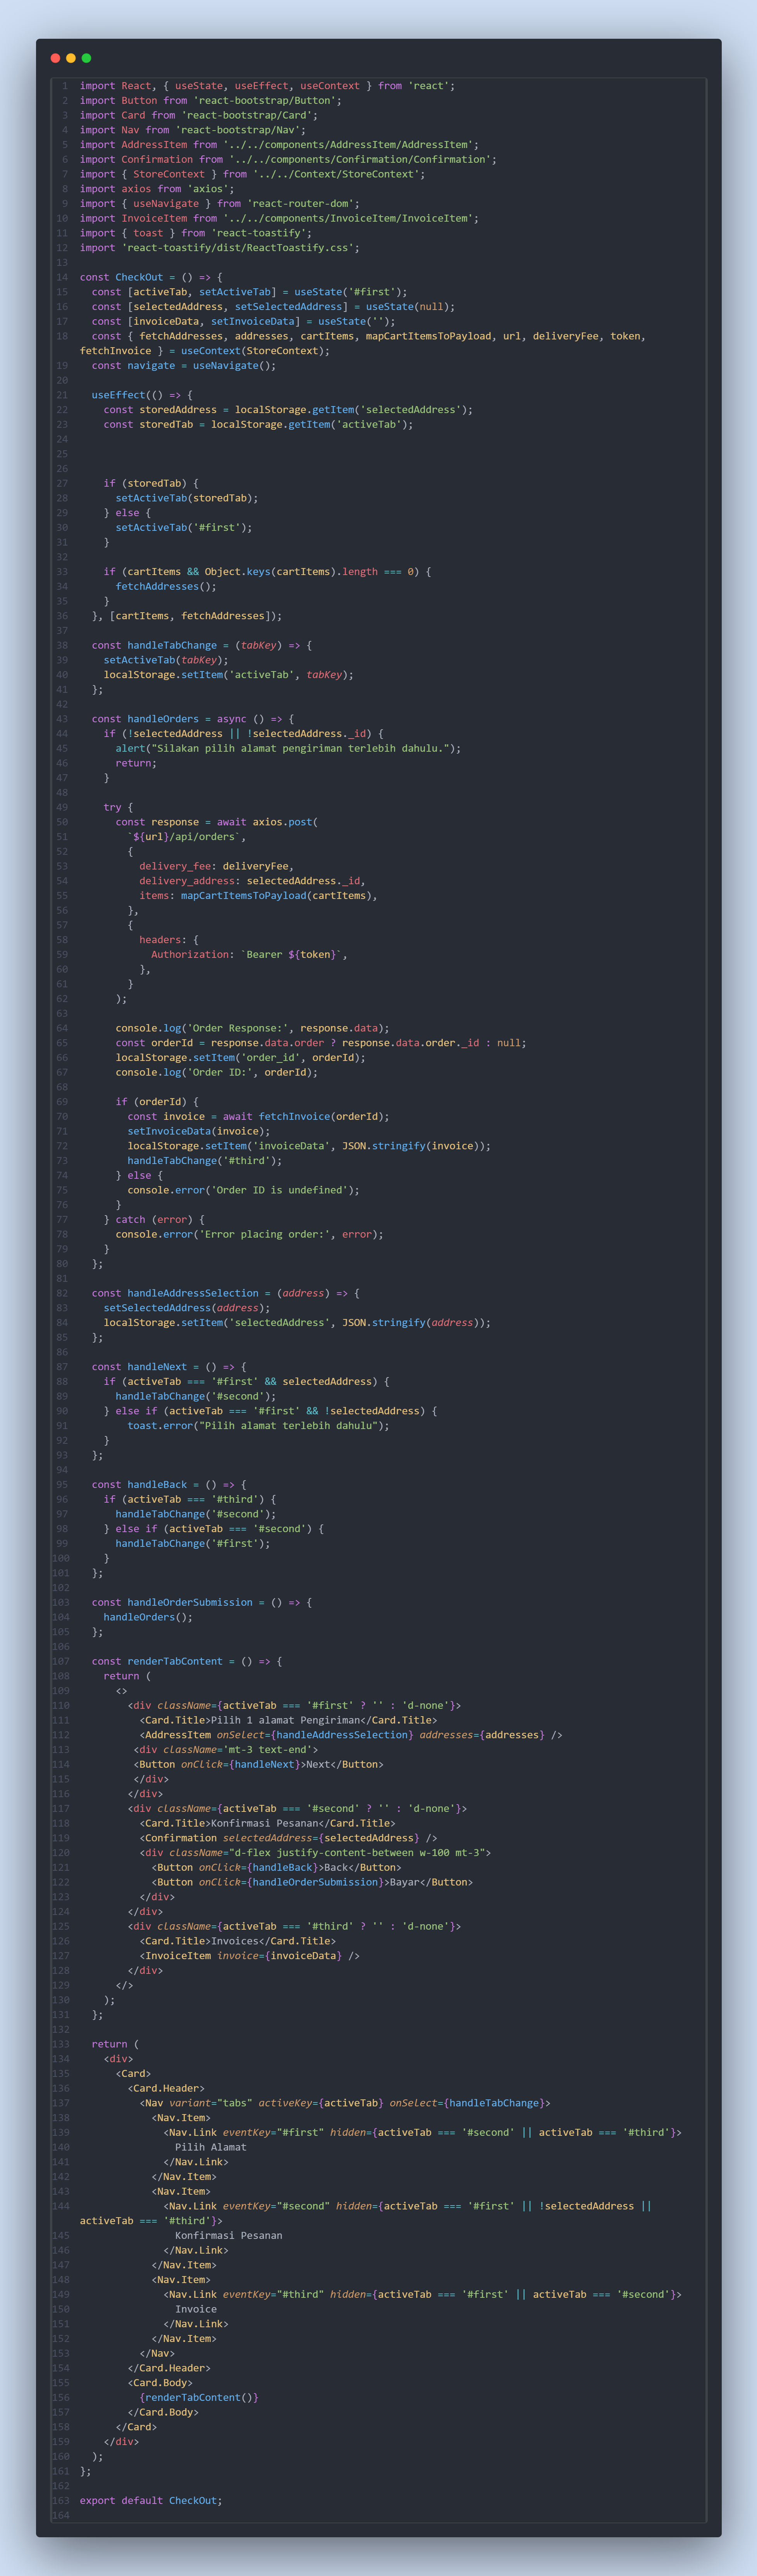 1 import React, { useState, useEffect, useContext } from 'react';
2 import Button from 'react-bootstrap/Button';
3 import Card from 'react-bootstrap/Card';
4 import Nav from 'react-bootstrap/Nav';
5 import AddressItem from '../../components/AddressItem/AddressItem';
6 import Confirmation from '../../components/Confirmation/Confirmation';
7 import { StoreContext } from '../../Context/StoreContext';
8 import axios from 'axios';
9 import { useNavigate } from 'react-router-dom';
10 import InvoiceItem from '../../components/InvoiceItem/InvoiceItem';
11 import { toast } from 'react-toastify';
12 import 'react-toastify/dist/ReactToastify.css';
13
14 const CheckOut = () => {
15   const [activeTab, setActiveTab] = useState('#first');
16   const [selectedAddress, setSelectedAddress] = useState(null);
17   const [invoiceData, setInvoiceData] = useState('');
18   const { fetchAddresses, addresses, cartItems, mapCartItemsToPayload, url, deliveryFee, token,
fetchInvoice } = useContext(StoreContext);
19   const navigate = useNavigate();
20
21   useEffect(() => {
22     const storedAddress = localStorage.getItem('selectedAddress');
23     const storedTab = localStorage.getItem('activeTab');
24
25
26
27     if (storedTab) {
28       setActiveTab(storedTab);
29     } else {
30       setActiveTab('#first');
31     }
32
33     if (cartItems && Object.keys(cartItems).length === 0) {
34       fetchAddresses();
35     }
36   }, [cartItems, fetchAddresses]);
37
38   const handleTabChange = (tabKey) => {
39     setActiveTab(tabKey);
40     localStorage.setItem('activeTab', tabKey);
41   };
42
43   const handleOrders = async () => {
44     if (!selectedAddress || !selectedAddress._id) {
45       alert("Silakan pilih alamat pengiriman terlebih dahulu.");
46       return;
47     }
48
49     try {
50       const response = await axios.post(
51         `${url}/api/orders`,
52         {
53           delivery_fee: deliveryFee,
54           delivery_address: selectedAddress._id,
55           items: mapCartItemsToPayload(cartItems),
56         },
57         {
58           headers: {
59             Authorization: `Bearer ${token}`,
60           },
61         }
62       );
63
64       console.log('Order Response:', response.data);
65       const orderId = response.data.order ? response.data.order._id : null;
66       localStorage.setItem('order_id', orderId);
67       console.log('Order ID:', orderId);
68
69       if (orderId) {
70         const invoice = await fetchInvoice(orderId);
71         setInvoiceData(invoice);
72         localStorage.setItem('invoiceData', JSON.stringify(invoice));
73         handleTabChange('#third');
74       } else {
75         console.error('Order ID is undefined');
76       }
77     } catch (error) {
78       console.error('Error placing order:', error);
79     }
80   };
81
82   const handleAddressSelection = (address) => {
83     setSelectedAddress(address);
84     localStorage.setItem('selectedAddress', JSON.stringify(address));
85   };
86
87   const handleNext = () => {
88     if (activeTab === '#first' && selectedAddress) {
89       handleTabChange('#second');
90     } else if (activeTab === '#first' && !selectedAddress) {
91         toast.error("Pilih alamat terlebih dahulu");
92     }
93   };
94
95   const handleBack = () => {
96     if (activeTab === '#third') {
97       handleTabChange('#second');
98     } else if (activeTab === '#second') {
99       handleTabChange('#first');
100     }
101   };
102
103   const handleOrderSubmission = () => {
104     handleOrders();
105   };
106
107   const renderTabContent = () => {
108     return (
109       <>
110         <div className={activeTab === '#first' ? '' : 'd-none'}>
111           <Card.Title>Pilih 1 alamat Pengiriman</Card.Title>
112           <AddressItem onSelect={handleAddressSelection} addresses={addresses} />
113          <div className='mt-3 text-end'>
114          <Button onClick={handleNext}>Next</Button>
115          </div>
116         </div>
117         <div className={activeTab === '#second' ? '' : 'd-none'}>
118           <Card.Title>Konfirmasi Pesanan</Card.Title>
119           <Confirmation selectedAddress={selectedAddress} />
120           <div className="d-flex justify-content-between w-100 mt-3">
121             <Button onClick={handleBack}>Back</Button>
122             <Button onClick={handleOrderSubmission}>Bayar</Button>
123           </div>
124         </div>
125         <div className={activeTab === '#third' ? '' : 'd-none'}>
126           <Card.Title>Invoices</Card.Title>
127           <InvoiceItem invoice={invoiceData} />
128         </div>
129       </>
130     );
131   };
132
133   return (
134     <div>
135       <Card>
136         <Card.Header>
137           <Nav variant="tabs" activeKey={activeTab} onSelect={handleTabChange}>
138             <Nav.Item>
139               <Nav.Link eventKey="#first" hidden={activeTab === '#second' || activeTab === '#third'}>
140                 Pilih Alamat
141               </Nav.Link>
142             </Nav.Item>
143             <Nav.Item>
144               <Nav.Link eventKey="#second" hidden={activeTab === '#first' || !selectedAddress ||
activeTab === '#third'}>
145                 Konfirmasi Pesanan
146               </Nav.Link>
147             </Nav.Item>
148             <Nav.Item>
149               <Nav.Link eventKey="#third" hidden={activeTab === '#first' || activeTab === '#second'}>
150                 Invoice
151               </Nav.Link>
152             </Nav.Item>
153           </Nav>
154         </Card.Header>
155         <Card.Body>
156           {renderTabContent()}
157         </Card.Body>
158       </Card>
159     </div>
160   );
161 };
162
163 export default CheckOut;
164